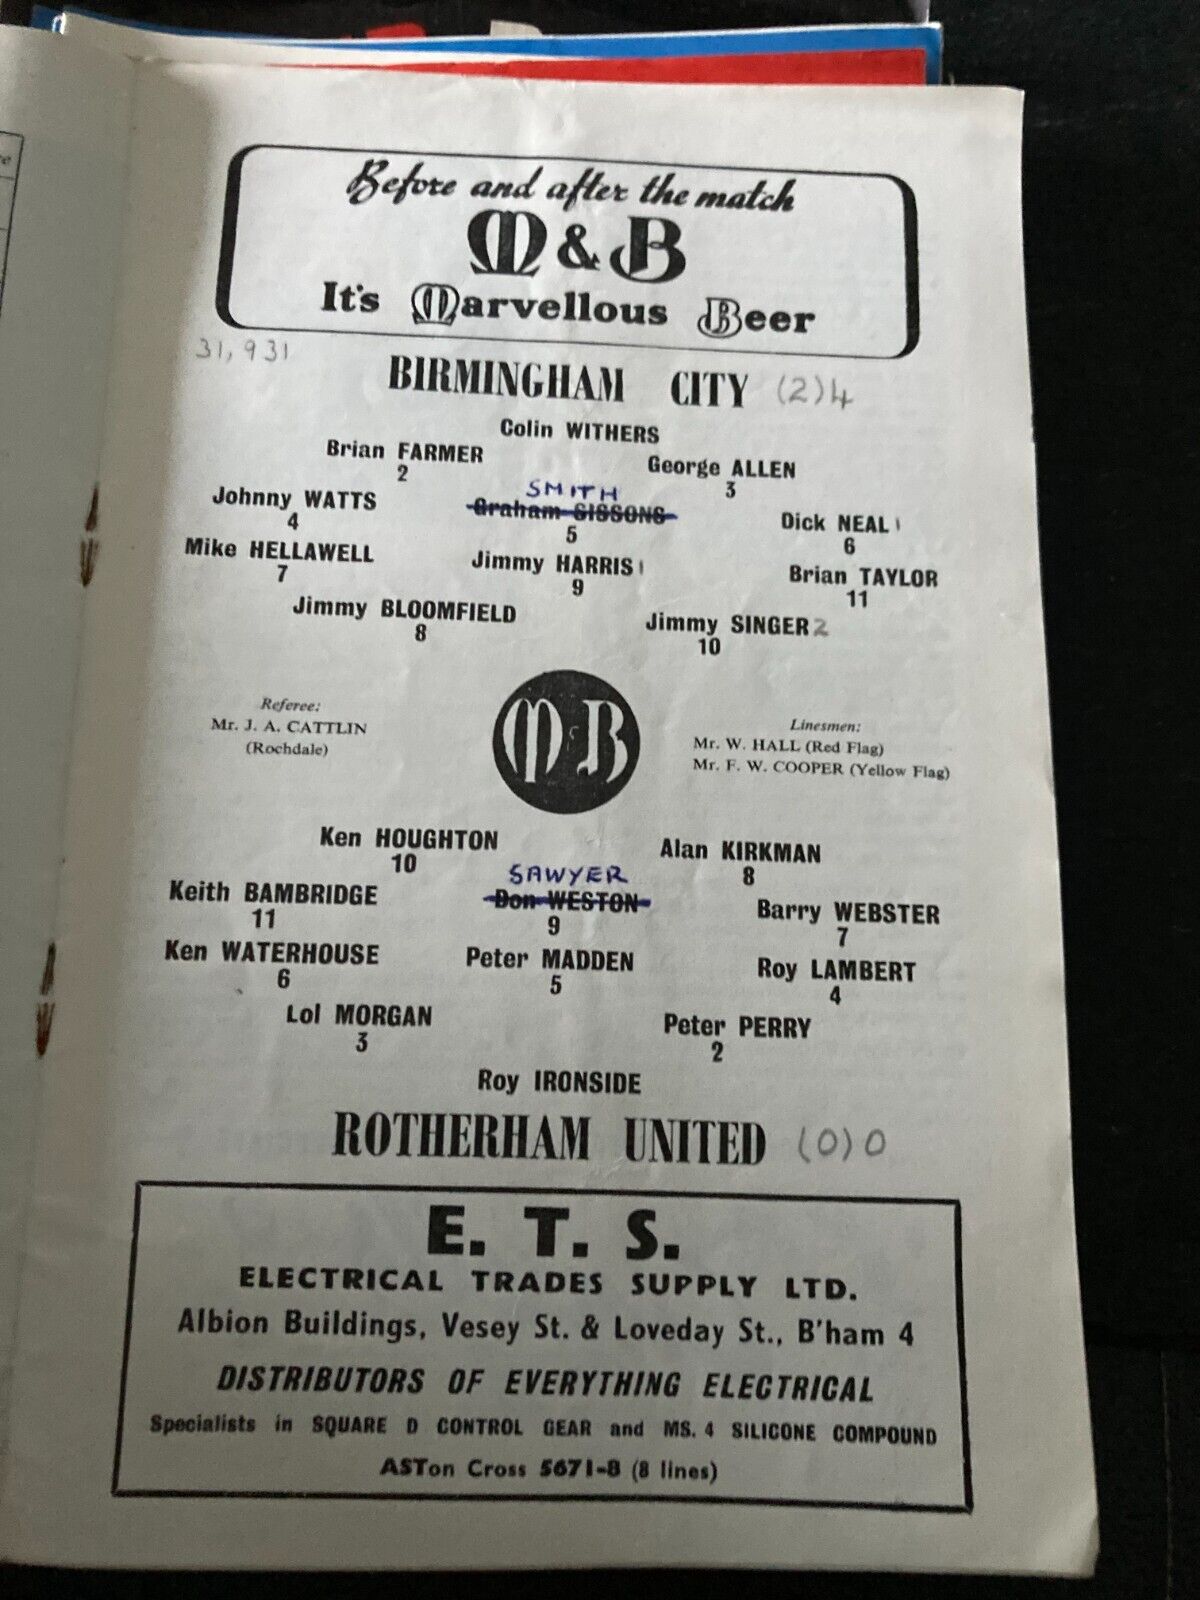 Before and after the match
M & B
It's Marvellous Beer
31,931
BIRMINGHAM CITY (2) 4
Colin WITHERS
Brian FARMER
2
George ALLEN
3
Johnny WATTS
4
SMITH
Graham SISSONS
5
Dick NEAL 1
6
Mike HELLAWELL
7
Jimmy HARRIS 1
9
Brian TAYLOR
11
Jimmy BLOOMFIELD
8
Jimmy SINGER 2
10
Referee:
Mr. J. A. CATTLIN
(Rochdale)
M & B
Linesmen:
Mr. W. HALL (Red Flag)
Mr. F. W. COOPER (Yellow Flag)
Ken HOUGHTON
10
Alan KIRKMAN
8
Keith BAMBRIDGE
11
SAWYER
Don WESTON
9
Barry WEBSTER
7
Ken WATERHOUSE
6
Peter MADDEN
5
Roy LAMBERT
4
Lol MORGAN
3
Peter PERRY
2
Roy IRONSIDE
ROTHERHAM UNITED (0) 0
E. T. S.
ELECTRICAL TRADES SUPPLY LTD.
Albion Buildings, Vesey St. & Loveday St., B'ham 4
DISTRIBUTORS OF EVERYTHING ELECTRICAL
Specialists in SQUARE D CONTROL GEAR and MS. 4 SILICONE COMPOUND
ASTon Cross 5671-8 (8 lines)